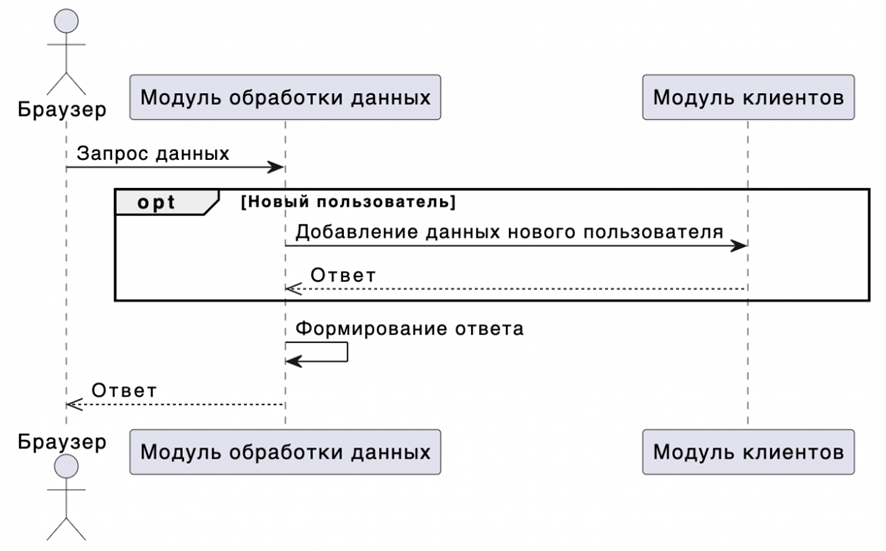 Браузер
Модуль обработки данных
Модуль клиентов
Запрос данных
opt
[Новый пользователь]
Добавление данных нового пользователя
Ответ
Формирование ответа
Ответ
Браузер
Модуль обработки данных
Модуль клиентов